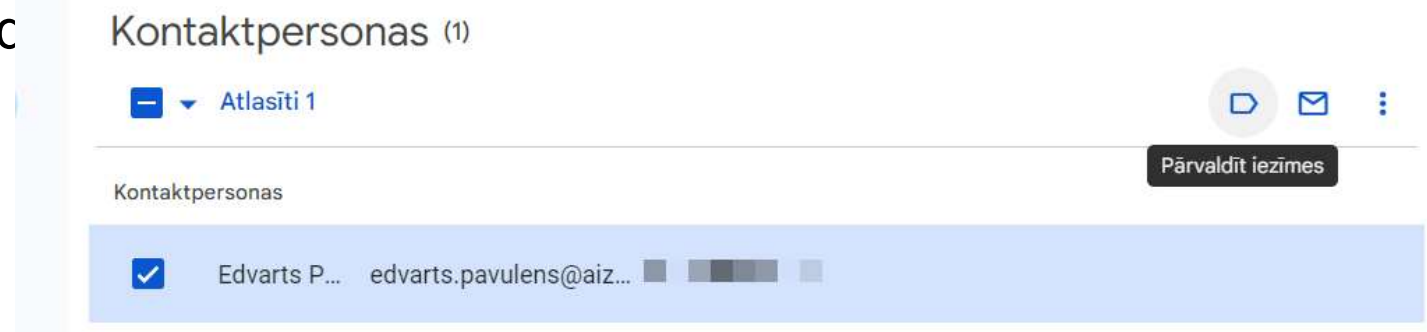 Kontaktpersonas (1)
Atlasīti 1
Pārvaldīt iezīmes
Kontaktpersonas
Edvarts P... edvarts.pavulens@aiz...